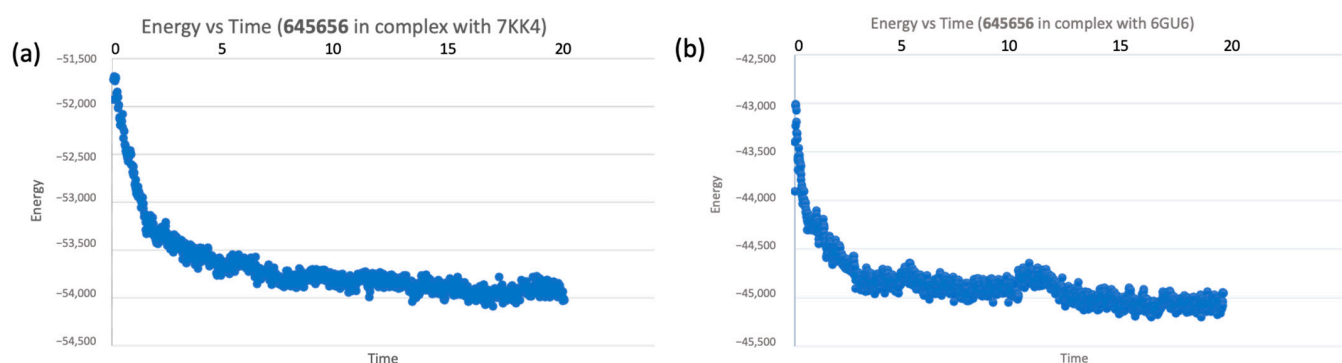 (a)
Energy vs Time (645656 in complex with 7KK4)
0 5 10 15 20
−51,500
−52,000
−52,500
−53,000
−53,500
−54,000
−54,500
Energy
Time
(b)
Energy vs Time (645656 in complex with 6GU6)
0 5 10 15 20
−42,500
−43,000
−43,500
−44,000
−44,500
−45,000
−45,500
Energy
Time